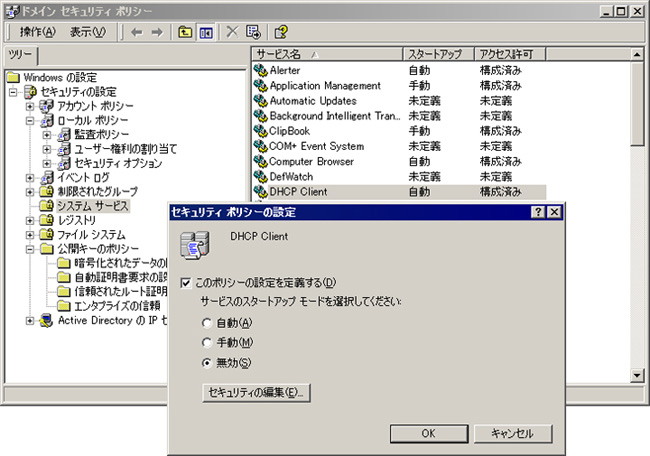 ドメイン セキュリティ ポリシー
操作(A) 表示(V)
ツリー
Windows の設定
セキュリティの設定
アカウント ポリシー
ローカル ポリシー
監査ポリシー
ユーザー権利の割り当て
セキュリティ オプション
イベント ログ
制限されたグループ
システム サービス
レジストリ
ファイル システム
公開キーのポリシー
暗号化されたデータの
自動証明書要求の設
信頼されたルート証明
エンタプライズの信頼
Active Directory の IP セ
サービス名 スタートアップ アクセス許可
Alerter 自動 構成済み
Application Management 手動 構成済み
Automatic Updates 未定義 未定義
Background Intelligent Tran... 未定義 未定義
ClipBook 手動 構成済み
COM+ Event System 未定義 未定義
Computer Browser 自動 構成済み
DefWatch 未定義 未定義
DHCP Client 自動 構成済み
セキュリティ ポリシーの設定
DHCP Client
このポリシーの設定を定義する(D)
サービスのスタートアップ モードを選択してください:
自動(A)
手動(M)
無効(S)
セキュリティの編集(E)...
OK キャンセル